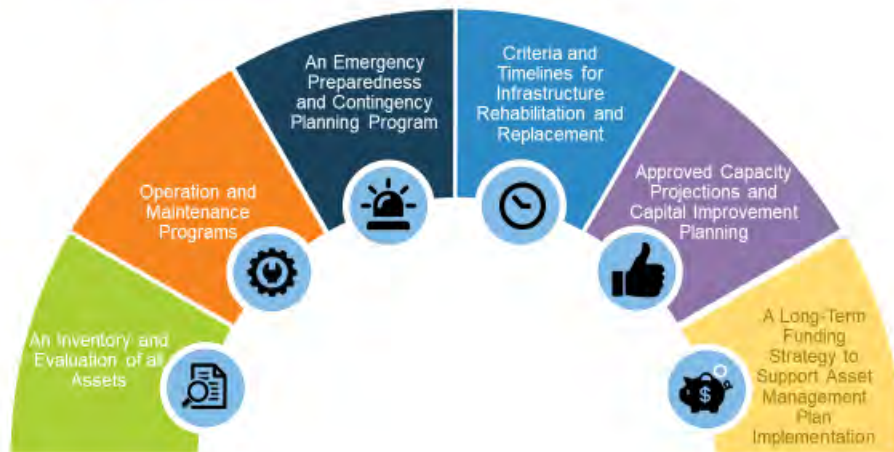 An Inventory and
Evaluation of all
Assets
Operation and
Maintenance
Programs
An Emergency
Preparedness
and Contingency
Planning Program
Criteria and
Timelines for
Infrastructure
Rehabilitation and
Replacement
Approved Capacity
Projections and
Capital Improvement
Planning
A Long-Term
Funding
Strategy to
Support Asset
Management
Plan
Implementation
$